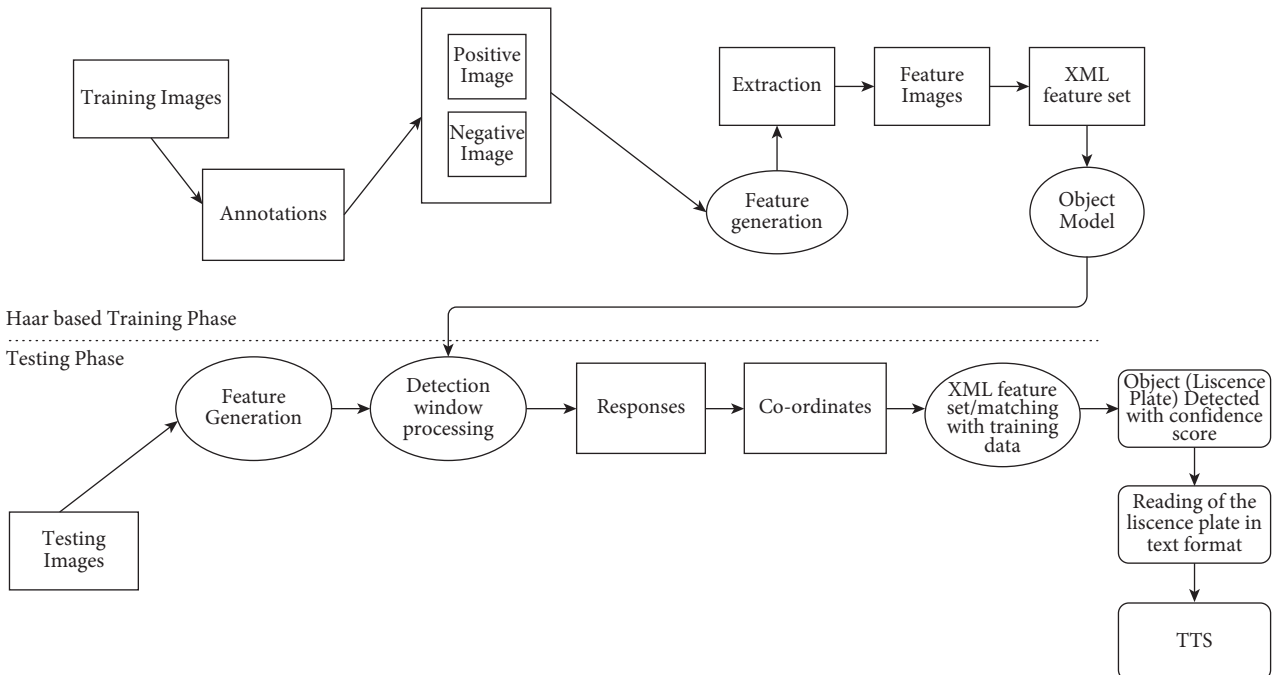 Training Images
Annotations
Positive
Image
Negative
Image
Feature
generation
Extraction
Feature
Images
XML
feature set
Object
Model
Haar based Training Phase
Testing Phase
Testing
Images
Feature
Generation
Detection
window
processing
Responses
Co-ordinates
XML feature
set/matching
with training
data
Object (Liscence
Plate) Detected
with confidence
score
Reading of the
liscence plate in
text format
TTS